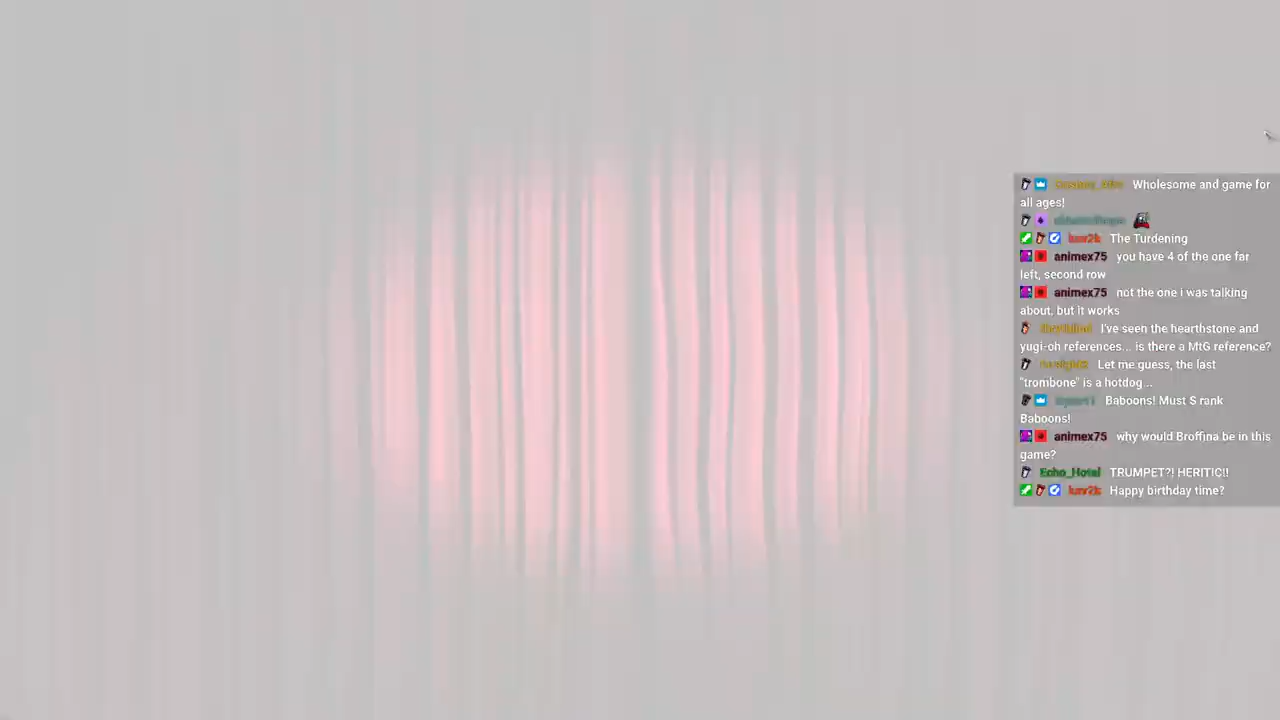 Wholesome and game for
all ages!
kuw2k The Turdening
animex75 you have 4 of the one far
left, second row
animex75 not the one i was talking
about, but it works
I've seen the hearthstone and
yugi-oh references... is there a MtG reference?
Let me guess, the last
"trombone" is a hotdog...
Baboons! Must S rank
Baboons!
animex75 why would Broffina be in this
game?
Echo_Hotel TRUMPET?! HERITIC!!
Happy birthday time?